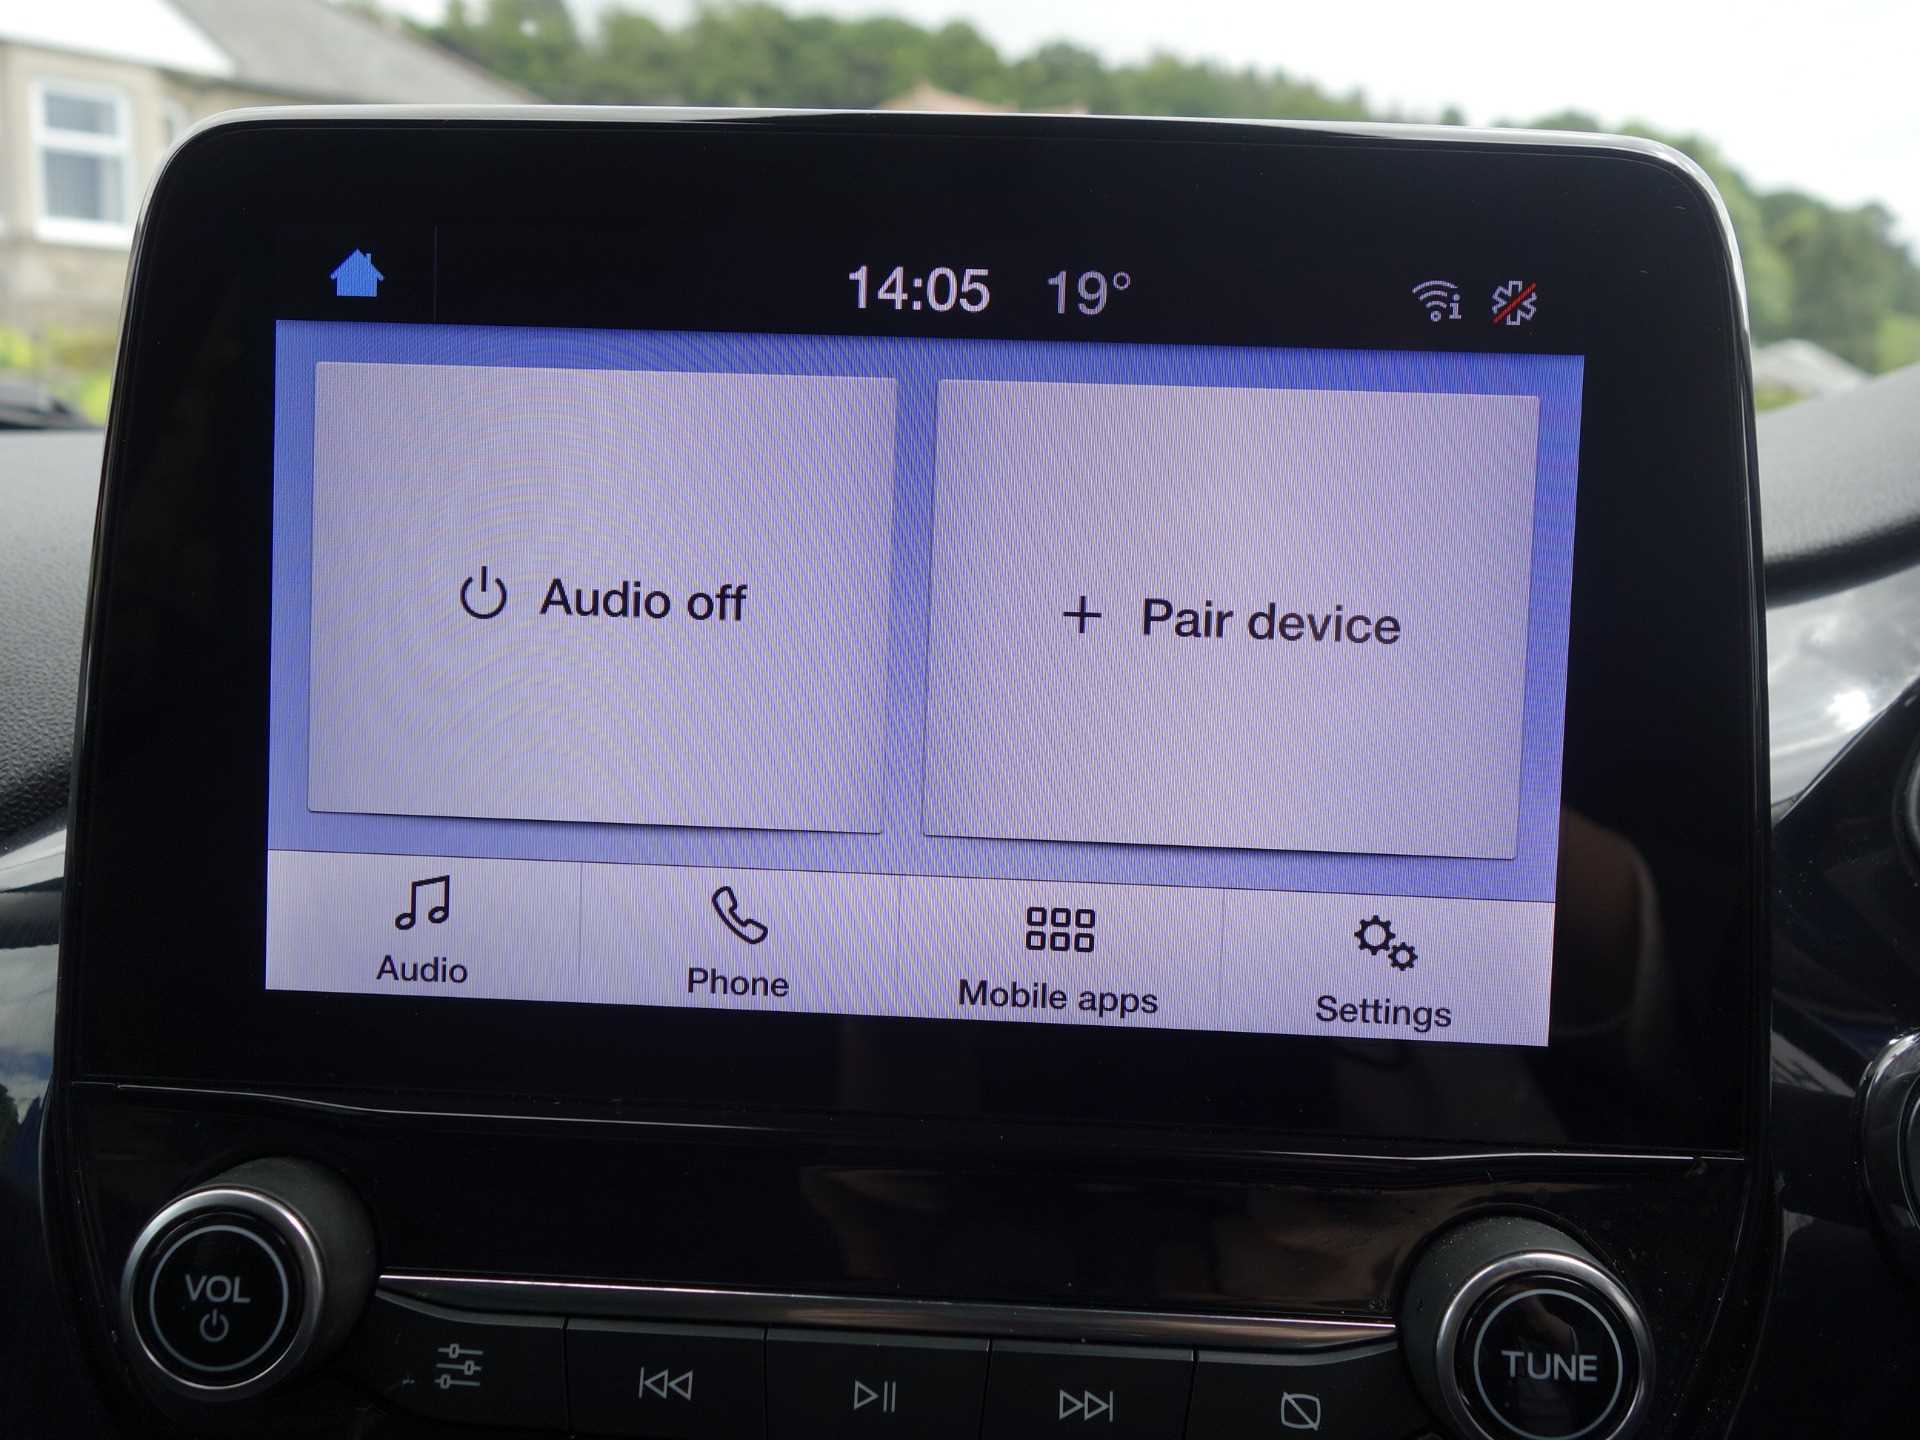 14:05 19°
Audio off
Pair device
Audio
Phone
Mobile apps
Settings
VOL
TUNE